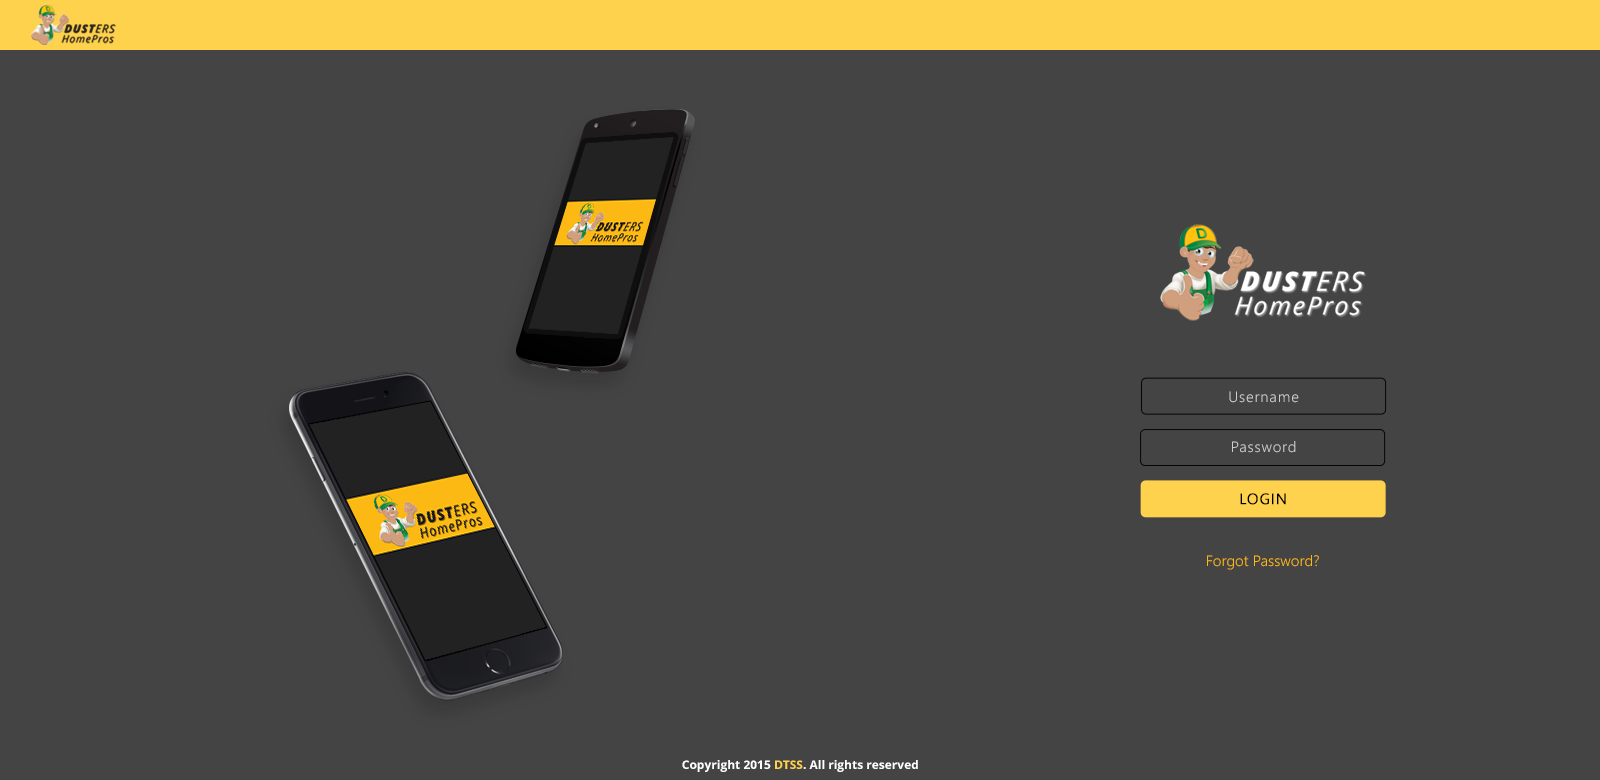 DUSTERS
HomePros
D
DUSTERS
HomePros
D
DUSTERS
HomePros
Username
Password
DUSTERS
HomePros
LOGIN
Forgot Password?
Copyright 2015 DTSS. All rights reserved